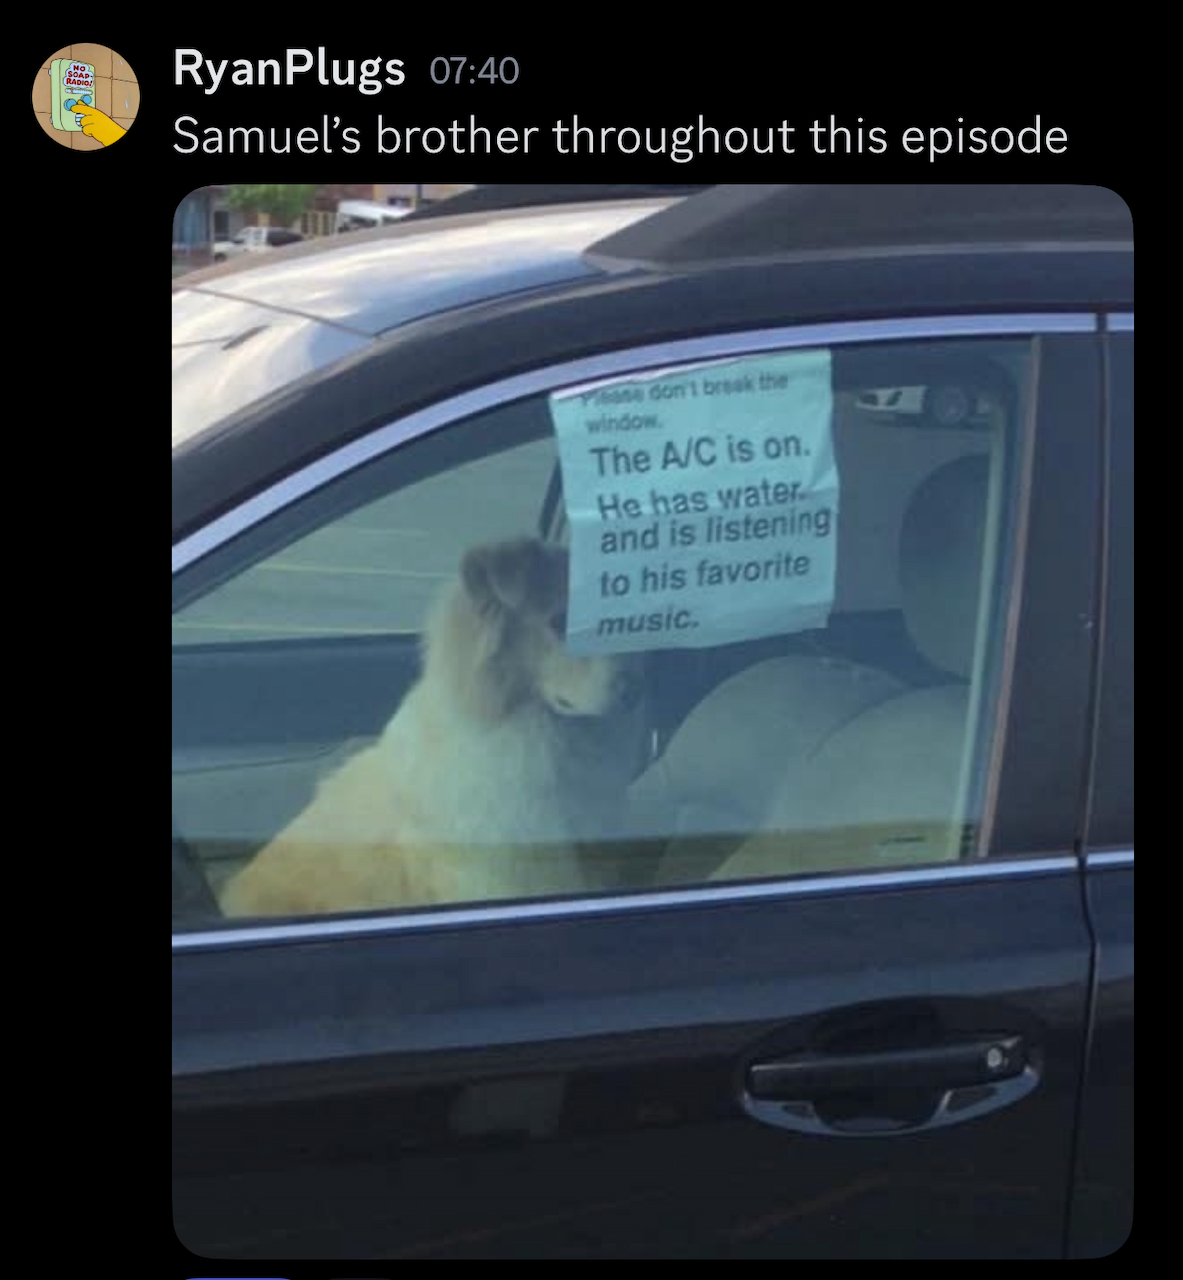 NO
SOAP-
RADIO!
RyanPlugs 07:40
Samuel’s brother throughout this episode
Please don't break the
window.
The A/C is on.
He has water
and is listening
to his favorite
music.